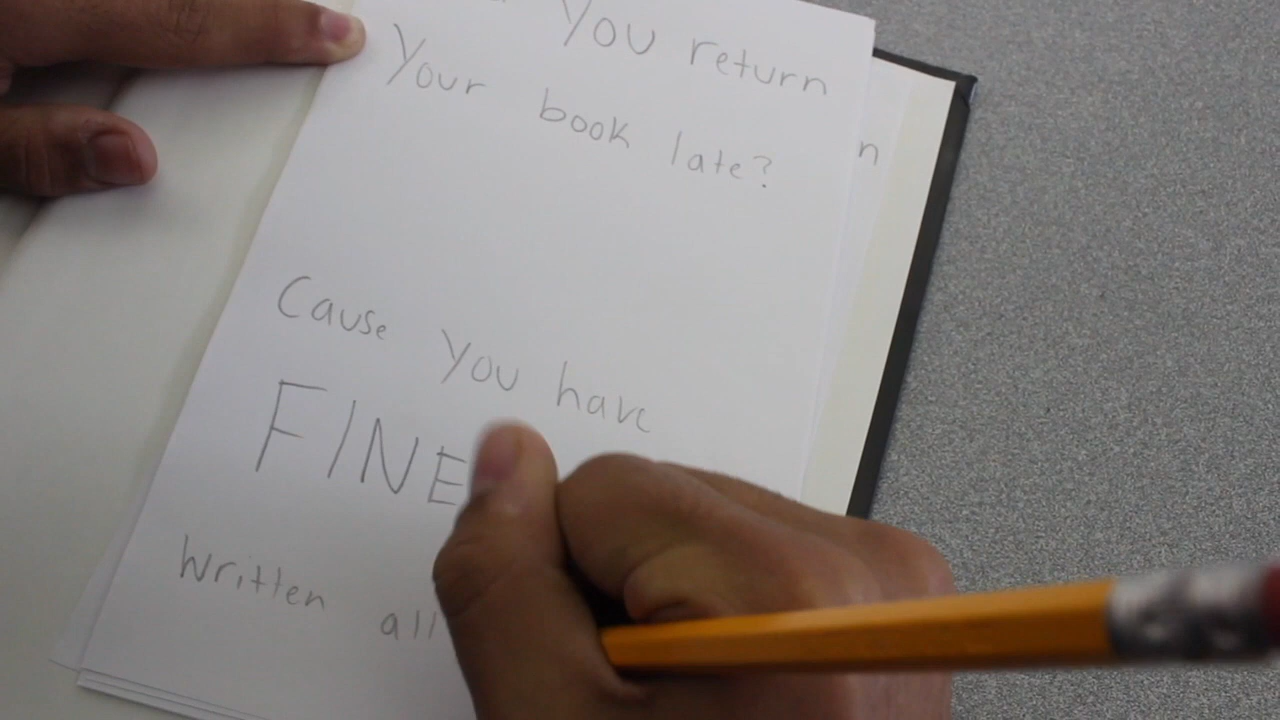 You return
Your book late?
n
Cause you have
FINE
Written all